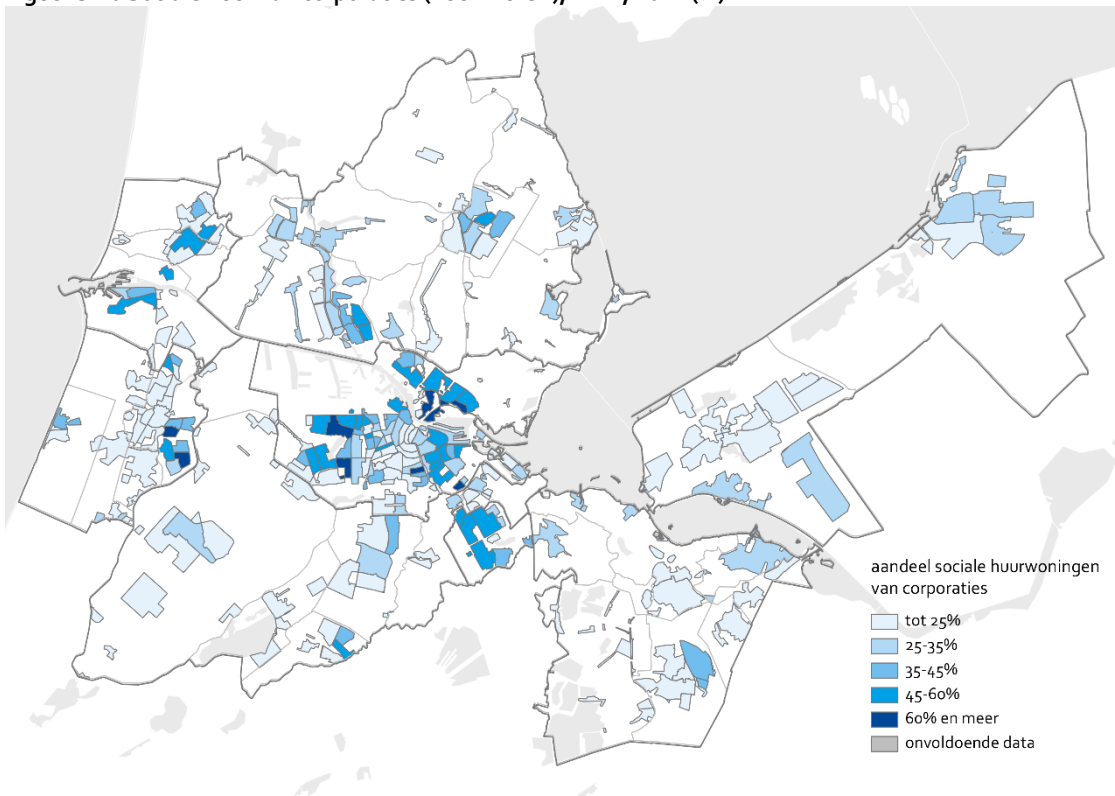 aandeel sociale huurwoningen
van corporaties
tot 25%
25-35%
35-45%
45-60%
60% en meer
onvoldoende data